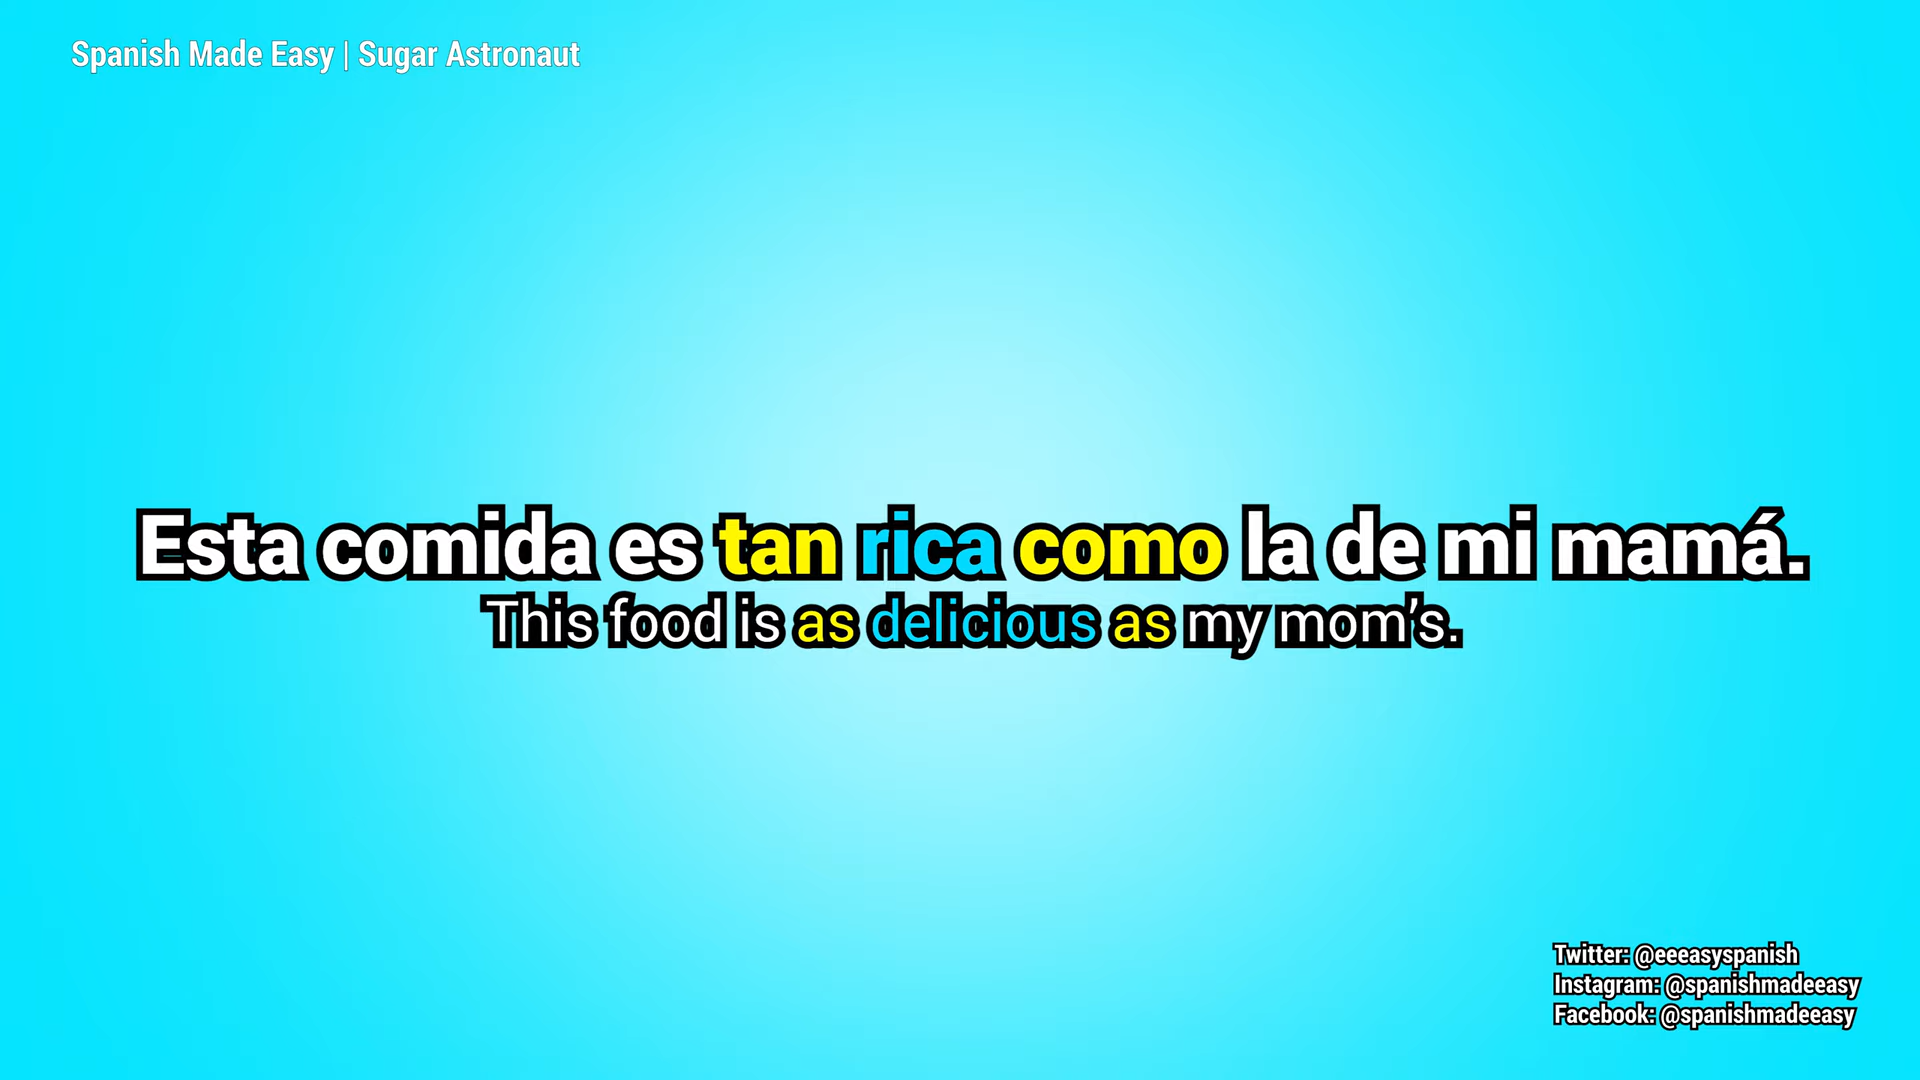 Spanish Made Easy | Sugar Astronaut
Esta comida es tan rica como la de mi mamá.
This food is as delicious as my mom’s.
Twitter: @eeeasyspanish
Instagram: @spanishmadeeasy
Facebook: @spanishmadeeasy